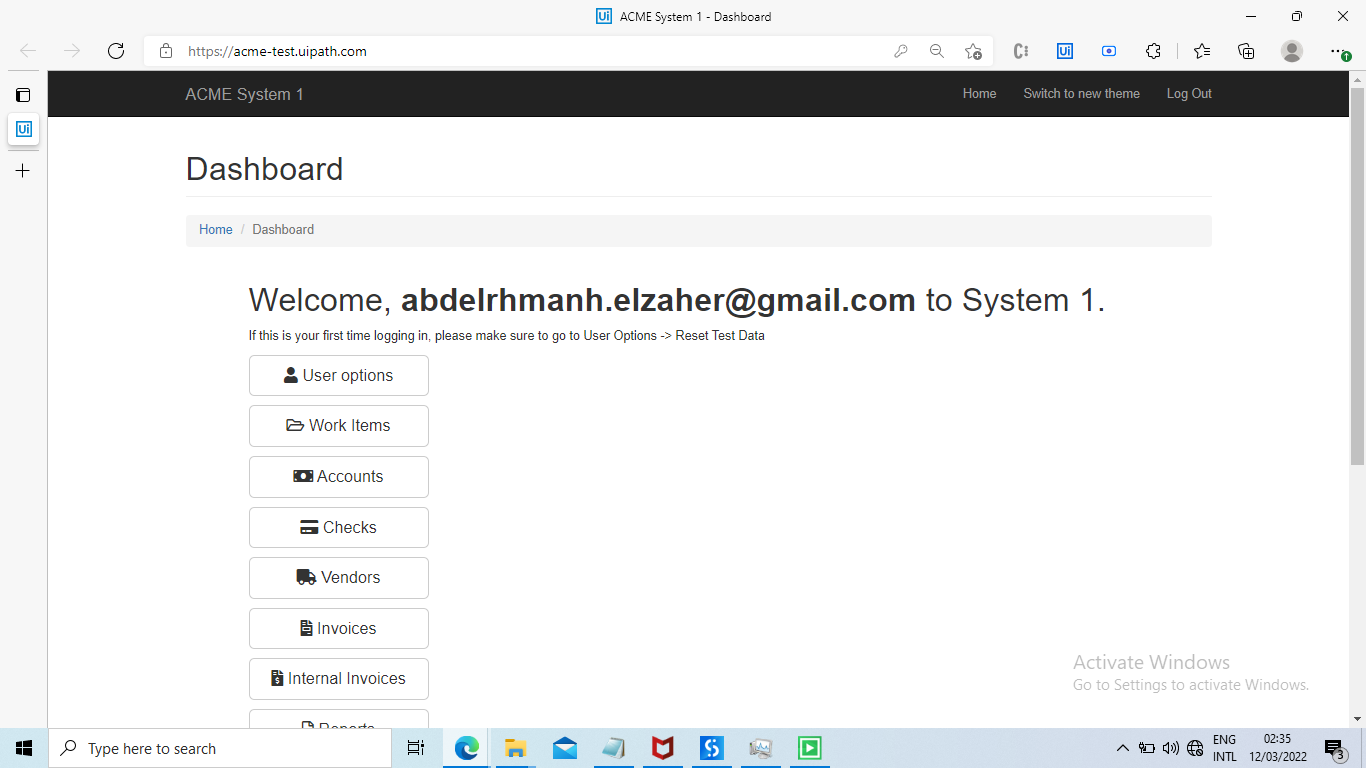 ACME System 1 - Dashboard
https://acme-test.uipath.com
ACME System 1
Home
Switch to new theme
Log Out
Dashboard
Home / Dashboard
Welcome, abdelrhmanh.elzaher@gmail.com to System 1.
If this is your first time logging in, please make sure to go to User Options -> Reset Test Data
User options
Work Items
Accounts
Checks
Vendors
Invoices
Internal Invoices
Reports
Activate Windows
Go to Settings to activate Windows.
Type here to search
ENG
INTL
02:35
12/03/2022
3